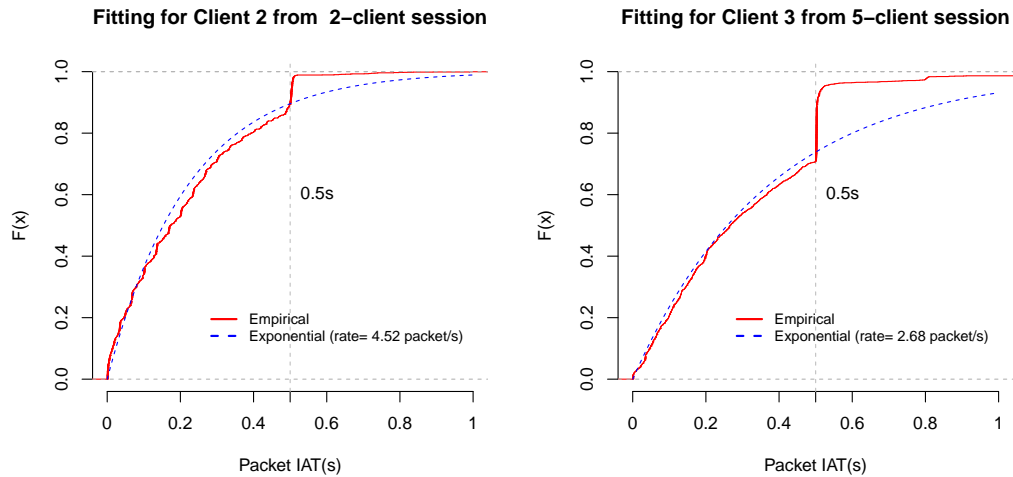 Fitting for Client 2 from 2−client session
F(x)
1.0
0.8
0.6
0.4
0.2
0.0
0.5s
Empirical
Exponential (rate= 4.52 packet/s)
0 0.2 0.4 0.6 0.8 1
Packet IAT(s)
Fitting for Client 3 from 5−client session
F(x)
1.0
0.8
0.6
0.4
0.2
0.0
0.5s
Empirical
Exponential (rate= 2.68 packet/s)
0 0.2 0.4 0.6 0.8 1
Packet IAT(s)